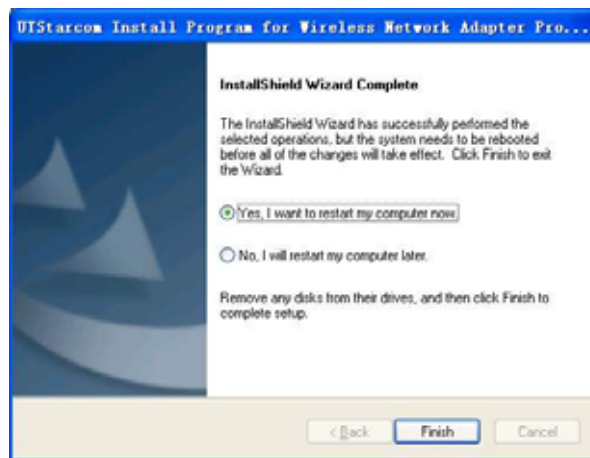 UTStarcom Install Program for Wireless Network Adapter Pro...
InstallShield Wizard Complete
The InstallShield Wizard has successfully performed the
selected operations, but the system needs to be rebooted
before all of the changes will take effect. Click Finish to exit
the Wizard.
Yes, I want to restart my computer now.
No, I will restart my computer later.
Remove any disks from their drives, and then click Finish to
complete setup.
< Back
Finish
Cancel